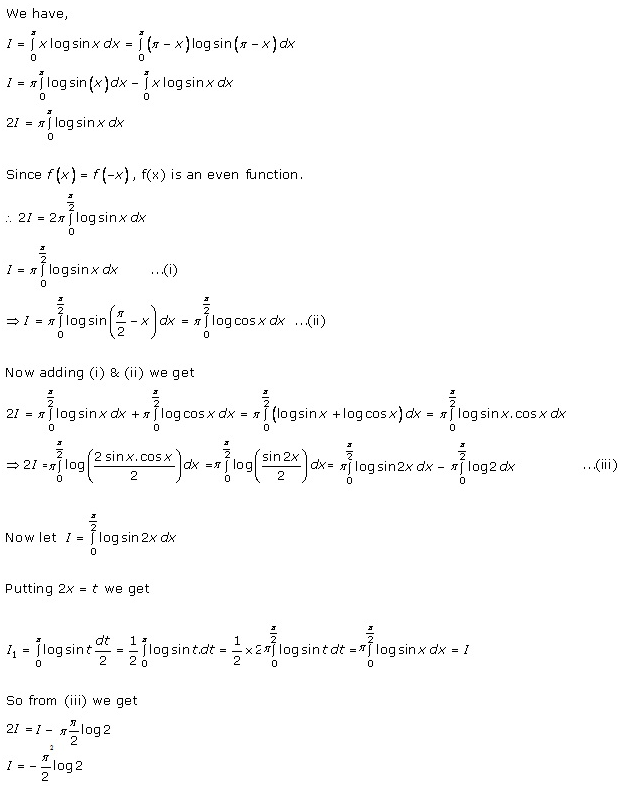 We have,
I = ∫₀^π x log sin x dx = ∫₀^π (π − x) log sin (π − x) dx
I = π ∫₀^π log sin (x) dx − ∫₀^π x log sin x dx
2I = π ∫₀^π log sin x dx
Since f(x) = f(−x), f(x) is an even function.
∴ 2I = 2π ∫₀^(π/2) log sin x dx
I = π ∫₀^(π/2) log sin x dx ...(i)
⇒ I = π ∫₀^(π/2) log sin (π/2 − x) dx = π ∫₀^(π/2) log cos x dx ...(ii)
Now adding (i) & (ii) we get
2I = π ∫₀^(π/2) log sin x dx + π ∫₀^(π/2) log cos x dx = π ∫₀^(π/2) (log sin x + log cos x) dx = π ∫₀^(π/2) log sin x. cos x dx
⇒ 2I = π ∫₀^(π/2) log (2 sin x. cos x / 2) dx = π ∫₀^(π/2) log (sin 2x / 2) dx = π ∫₀^(π/2) log sin 2x dx − π ∫₀^(π/2) log 2 dx ...(iii)
Now let I = ∫₀^(π/2) log sin 2x dx
Putting 2x = t we get
I₁ = ∫₀^π log sin t dt/2 = 1/2 ∫₀^π log sin t. dt = 1/2 × 2π ∫₀^(π/2) log sin t dt = π ∫₀^(π/2) log sin x dx = I
So from (iii) we get
2I = I − π π/2 log 2
I = − π²/2 log 2